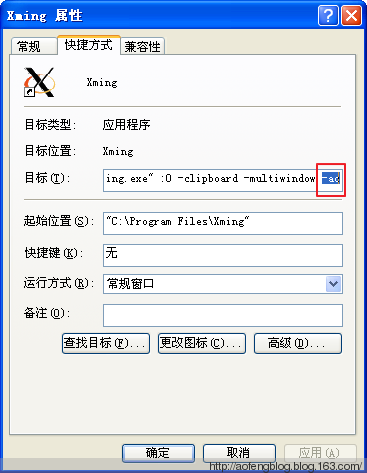 Xming 属性
常规 快捷方式 兼容性
Xming
目标类型: 应用程序
目标位置: Xming
目标(T): ing.exe" :0 -clipboard -multiwindow -ac
起始位置(S): "C:\Program Files\Xming"
快捷键(K): 无
运行方式(R): 常规窗口
备注(O):
查找目标(F)... 更改图标(C)... 高级(D)...
确定 取消 应用(A)
http://aofengblog.blog.163.com/